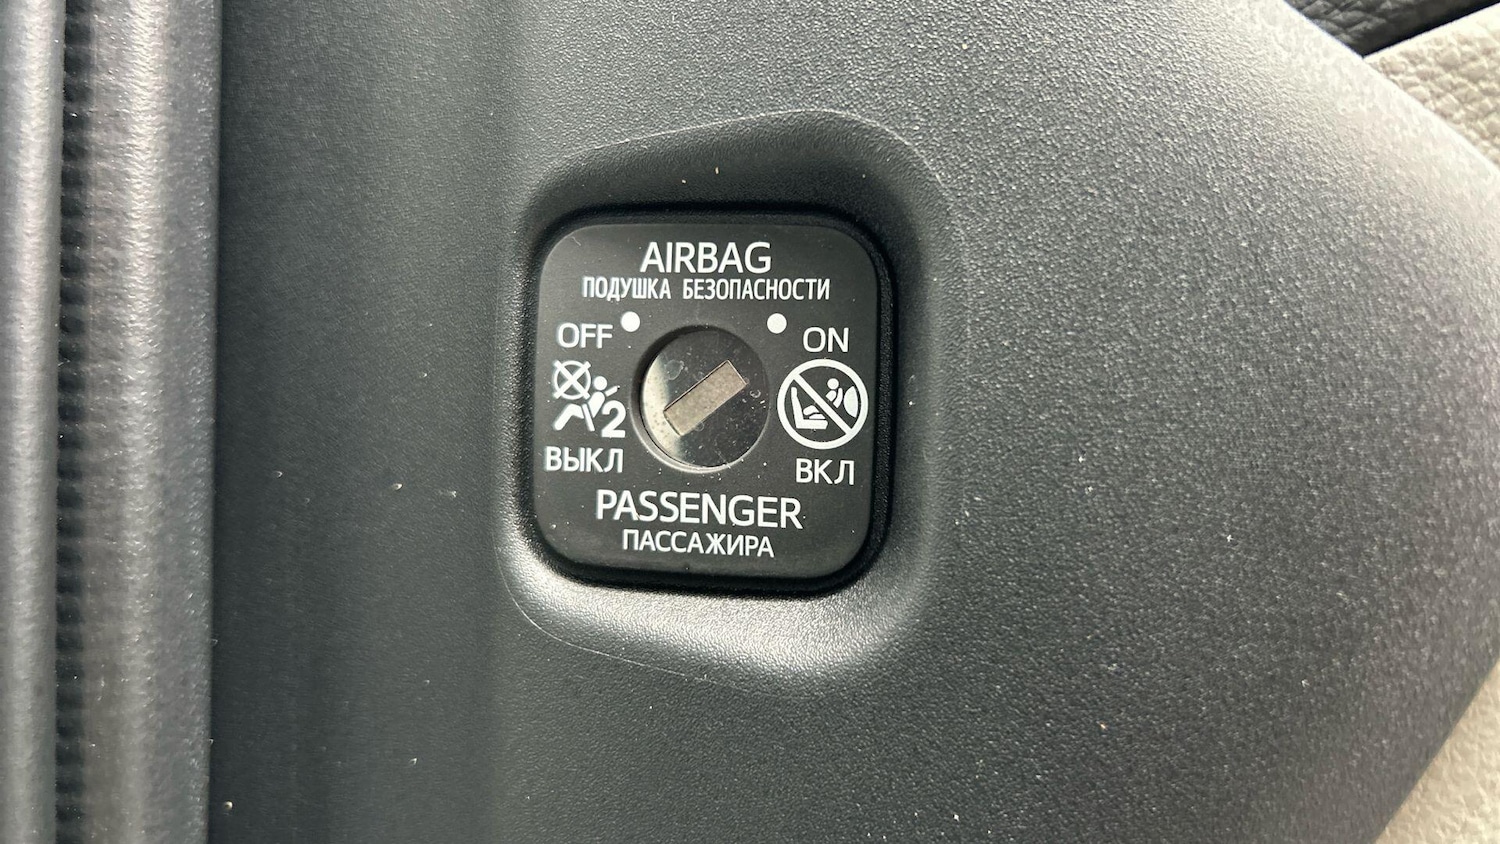 AIRBAG
ПОДУШКА БЕЗОПАСНОСТИ
OFF
ON
2
ВЫКЛ
ВКЛ
PASSENGER
ПАССАЖИРА